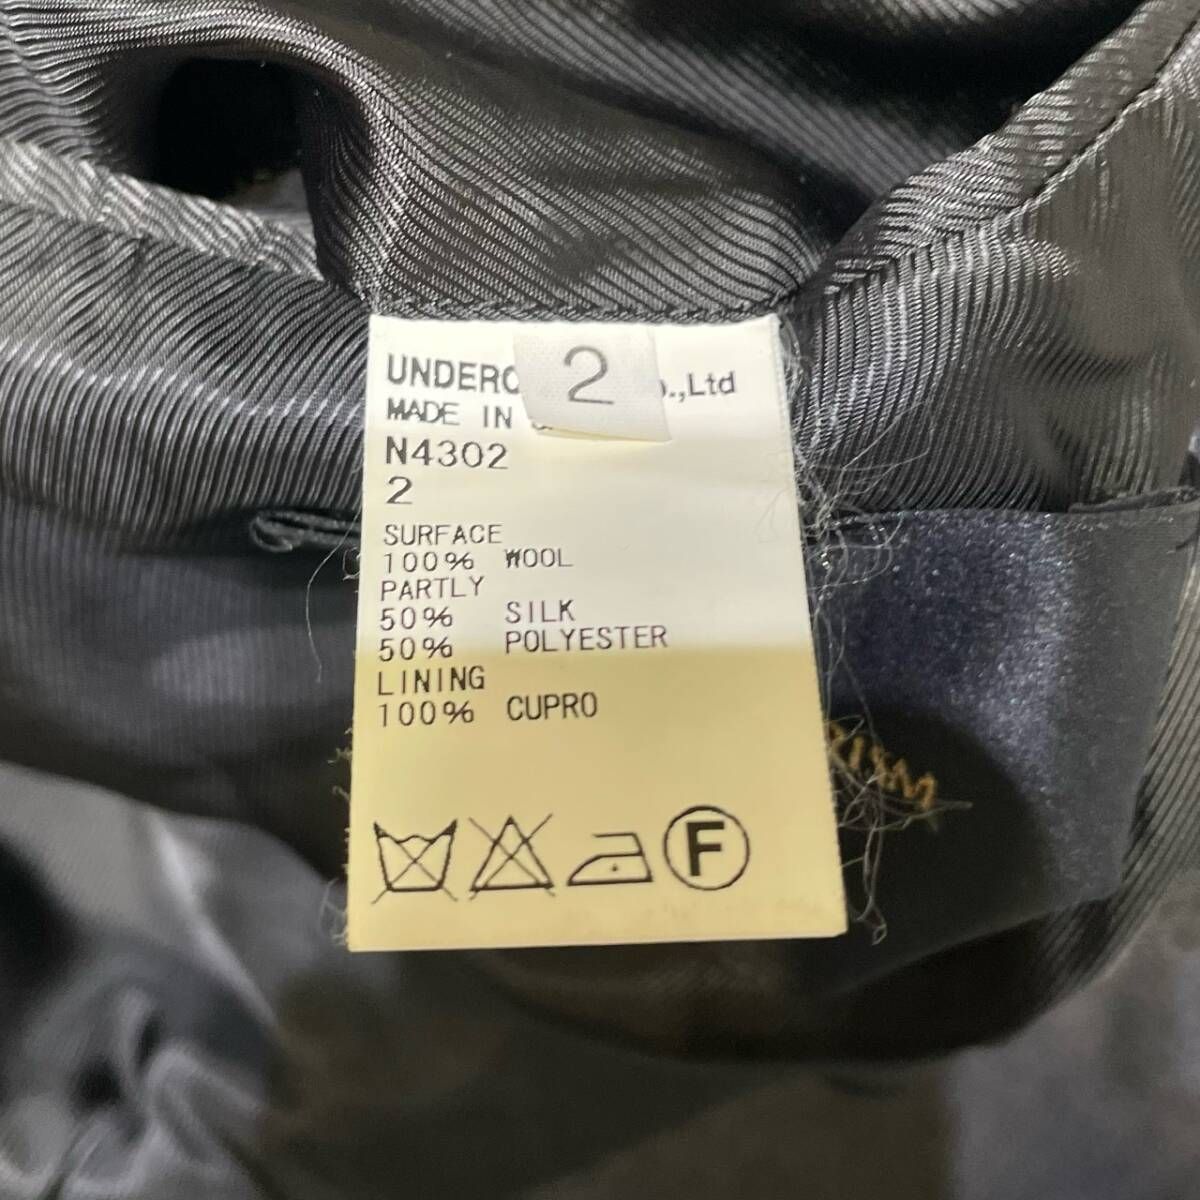 UNDERC
2
.,Ltd
MADE IN
N4302
2
SURFACE
100% WOOL
PARTLY
50% SILK
50% POLYESTER
LINING
100% CUPRO
F